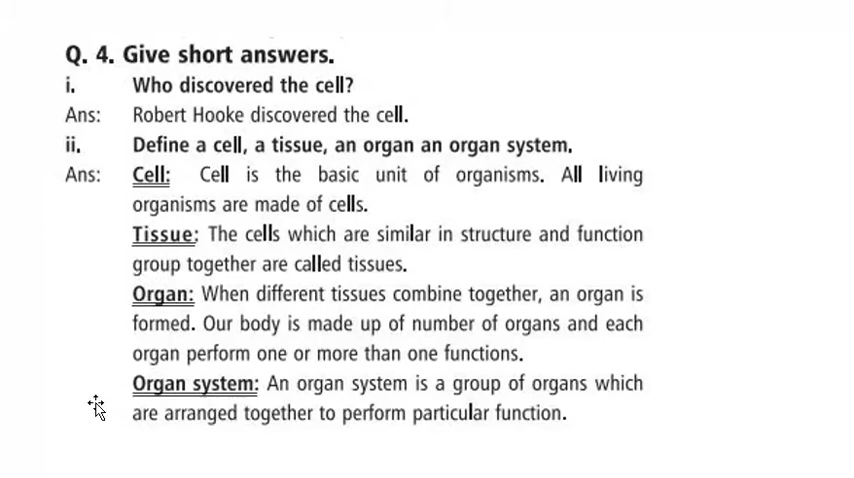 Q. 4. Give short answers.
i. Who discovered the cell?
Ans: Robert Hooke discovered the cell.
ii. Define a cell, a tissue, an organ an organ system.
Ans: Cell: Cell is the basic unit of organisms. All living
organisms are made of cells.
Tissue: The cells which are similar in structure and function
group together are called tissues.
Organ: When different tissues combine together, an organ is
formed. Our body is made up of number of organs and each
organ perform one or more than one functions.
Organ system: An organ system is a group of organs which
are arranged together to perform particular function.